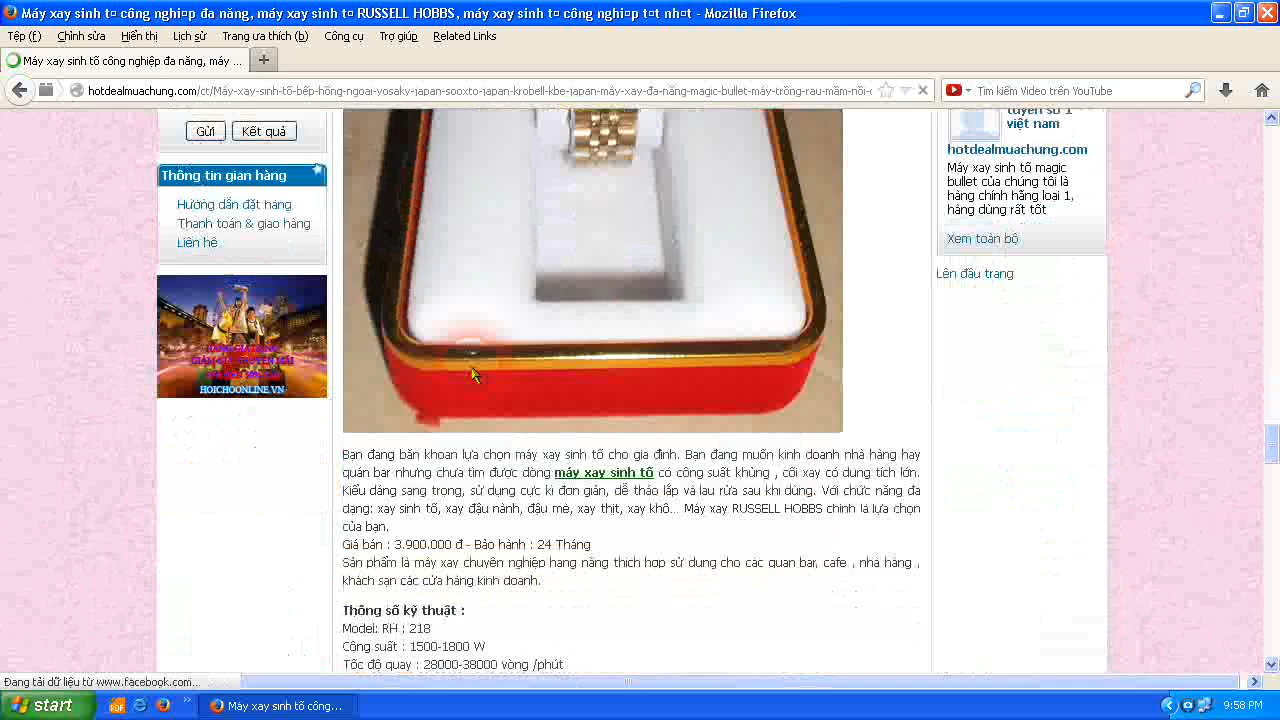 Máy xay sinh t□ công nghi□p đa năng, máy xay sinh t□ RUSSELL HOBBS, máy xay sinh t□ công nghi□p t□t nh□t - Mozilla Firefox
Tệp (f) Chỉnh sửa Hiển thị Lịch sử Trang ưa thích (b) Công cụ Trợ giúp Related Links
Máy xay sinh tố công nghiệp đa năng, máy ...
hotdealmuachung.com/ct/Máy-xay-sinh-tố-bếp-hồng-ngoại-yosaky-japan-sooxto-japan-krobell-kbe-japan-máy-xay-đa-năng-magic-bullet-máy-trồng-rau-mầm-nồi-c
Tìm kiếm Video trên YouTube
Gửi Kết quả
Thông tin gian hàng
Hướng dẫn đặt hàng
Thanh toán & giao hàng
Liên hệ
HOICHOONLINE.VN
tuyến số 1
việt nam
hotdealmuachung.com
Máy xay sinh tố magic
bullet của chúng tôi là
hàng chính hãng loại 1,
hàng dùng rất tốt
Xem toàn bộ
Lên đầu trang
Bạn đang băn khoan lựa chọn máy xay sinh tố cho gia đình. Bạn đang muốn kinh doanh nhà hàng hay
quán bar nhưng chưa tìm được dòng máy xay sinh tố có công suất khủng , cối xay có dung tích lớn.
Kiểu dáng sang trọng, sử dụng cực kì đơn giản, dễ tháo lắp và lau rửa sau khi dùng. Với chức năng đa
dạng: xay sinh tố, xay đậu nành, đậu mè, xay thịt, xay khô... Máy xay RUSSELL HOBBS chính là lựa chọn
của bạn.
Giá bán : 3.900.000 đ - Bảo hành : 24 Tháng
Sản phẩm là máy xay chuyên nghiệp hạng nặng thích hợp sử dụng cho các quan bar, cafe , nhà hàng ,
khách sạn các cửa hàng kinh doanh.
Thông số kỹ thuật :
Model: RH : 218
Công suất : 1500-1800 W
Tốc độ quay : 28000-38000 vòng /phút
Đang tải dữ liệu từ www.facebook.com...
start
Máy xay sinh tố công...
9:58 PM